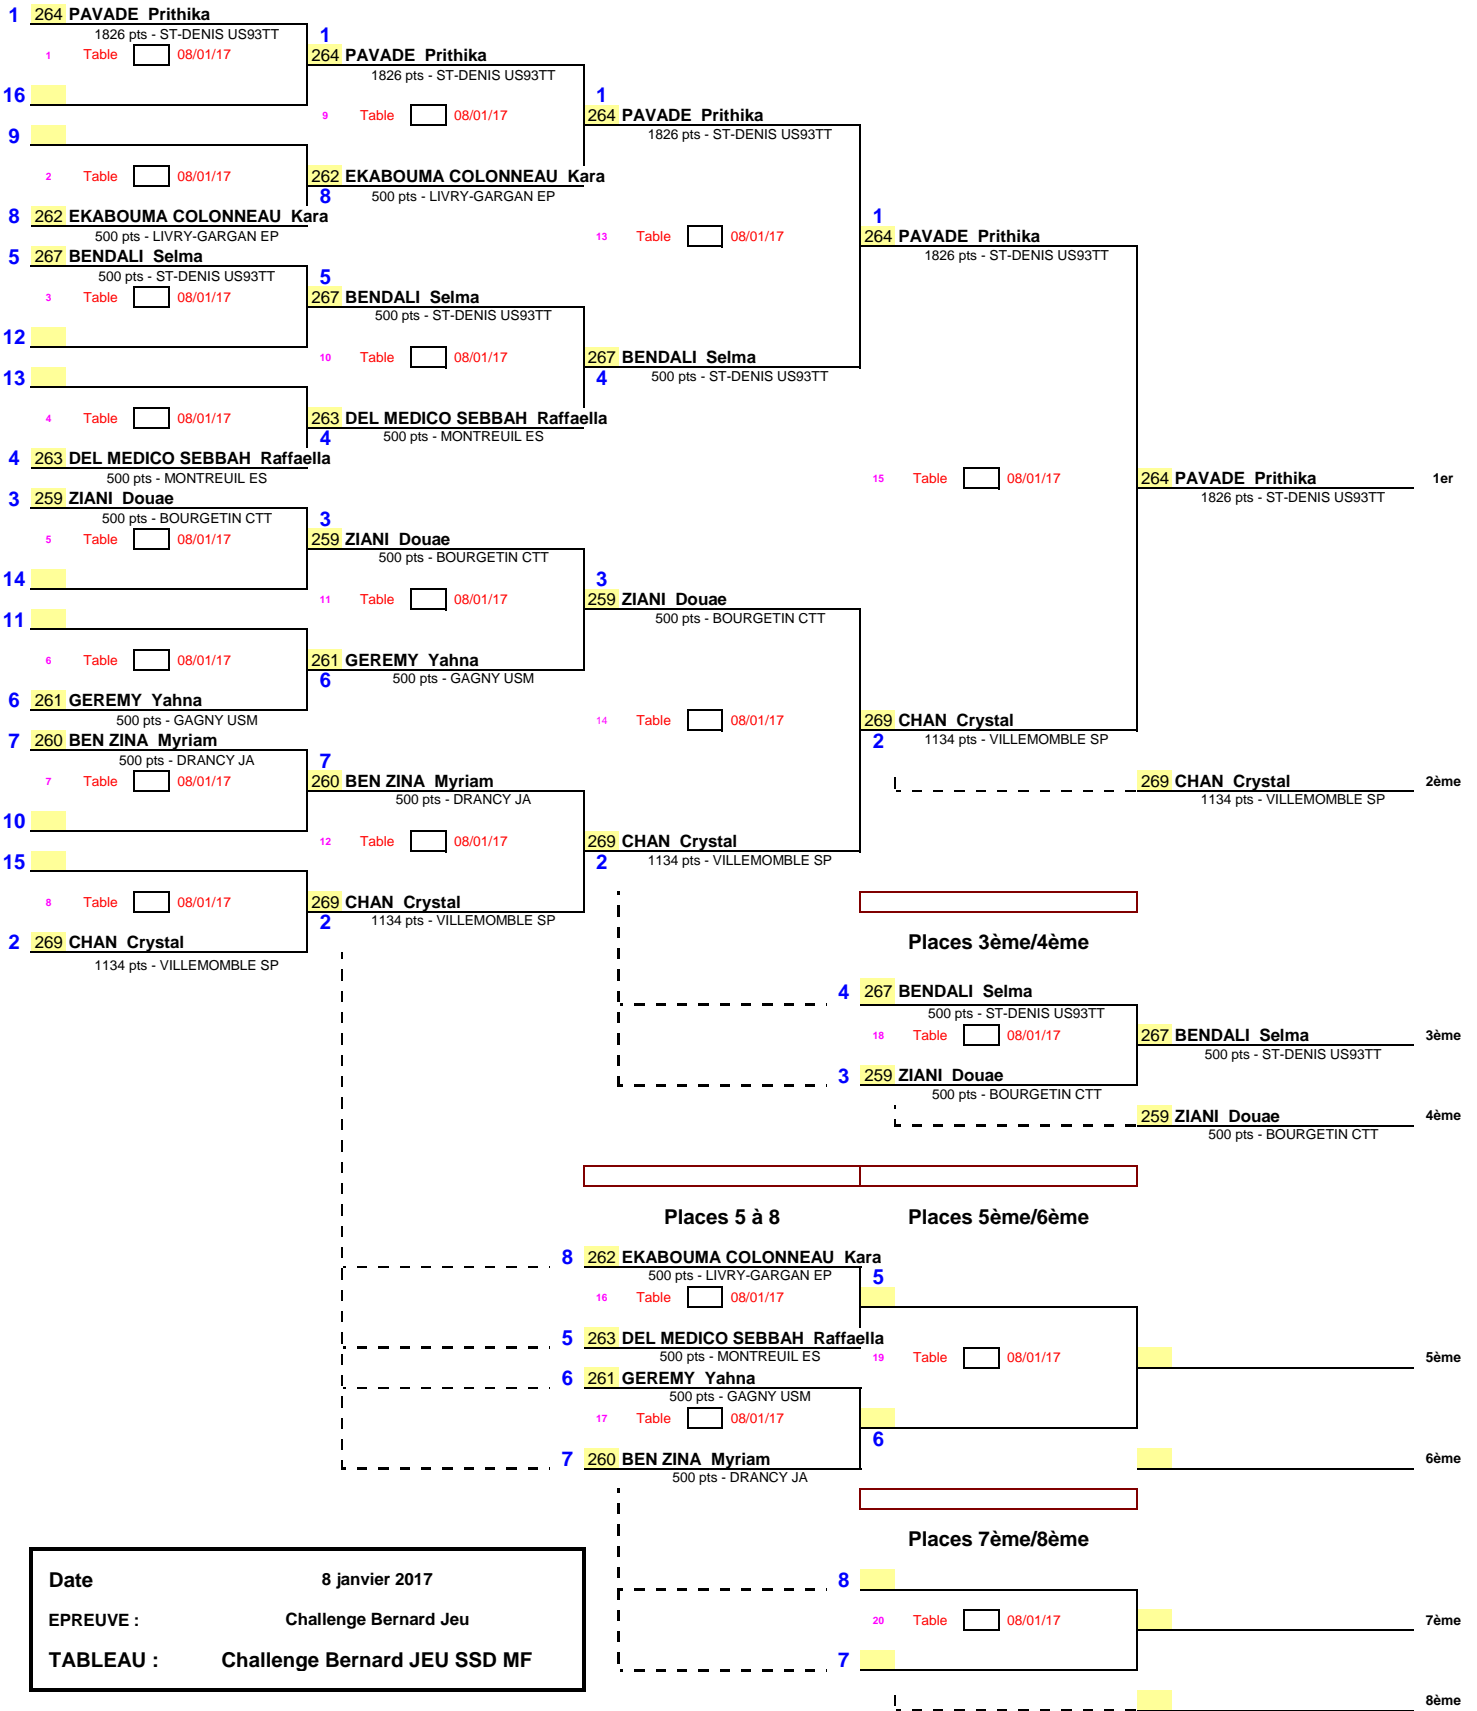 1 264 PAVADE Prithika
1826 pts - ST-DENIS US93TT
1 Table 08/01/17
16
9
2 Table 08/01/17
8 262 EKABOUMA COLONNEAU Kara
500 pts - LIVRY-GARGAN EP
5 267 BENDALI Selma
500 pts - ST-DENIS US93TT
3 Table 08/01/17
12
13
4 Table 08/01/17
4 263 DEL MEDICO SEBBAH Raffaella
500 pts - MONTREUIL ES
3 259 ZIANI Douae
500 pts - BOURGETIN CTT
5 Table 08/01/17
14
11
6 Table 08/01/17
6 261 GEREMY Yahna
500 pts - GAGNY USM
7 260 BEN ZINA Myriam
500 pts - DRANCY JA
7 Table 08/01/17
10
15
8 Table 08/01/17
2 269 CHAN Crystal
1134 pts - VILLEMOMBLE SP
1
264 PAVADE Prithika
1826 pts - ST-DENIS US93TT
9 Table 08/01/17
262 EKABOUMA COLONNEAU Kara
8 500 pts - LIVRY-GARGAN EP
5
267 BENDALI Selma
500 pts - ST-DENIS US93TT
10 Table 08/01/17
263 DEL MEDICO SEBBAH Raffaella
4 500 pts - MONTREUIL ES
3
259 ZIANI Douae
500 pts - BOURGETIN CTT
11 Table 08/01/17
261 GEREMY Yahna
6 500 pts - GAGNY USM
7
260 BEN ZINA Myriam
500 pts - DRANCY JA
12 Table 08/01/17
269 CHAN Crystal
2 1134 pts - VILLEMOMBLE SP
1
264 PAVADE Prithika
1826 pts - ST-DENIS US93TT
13 Table 08/01/17
267 BENDALI Selma
4 500 pts - ST-DENIS US93TT
3
259 ZIANI Douae
500 pts - BOURGETIN CTT
14 Table 08/01/17
269 CHAN Crystal
2 1134 pts - VILLEMOMBLE SP
1
264 PAVADE Prithika
1826 pts - ST-DENIS US93TT
15 Table 08/01/17
269 CHAN Crystal
2 1134 pts - VILLEMOMBLE SP
264 PAVADE Prithika 1er
1826 pts - ST-DENIS US93TT
269 CHAN Crystal 2ème
1134 pts - VILLEMOMBLE SP
Places 3ème/4ème
4 267 BENDALI Selma
500 pts - ST-DENIS US93TT
18 Table 08/01/17
3 259 ZIANI Douae
500 pts - BOURGETIN CTT
267 BENDALI Selma 3ème
500 pts - ST-DENIS US93TT
259 ZIANI Douae 4ème
500 pts - BOURGETIN CTT
Places 5 à 8 Places 5ème/6ème
8 262 EKABOUMA COLONNEAU Kara
500 pts - LIVRY-GARGAN EP
16 Table 08/01/17
5 263 DEL MEDICO SEBBAH Raffaella
500 pts - MONTREUIL ES
6 261 GEREMY Yahna
500 pts - GAGNY USM
17 Table 08/01/17
7 260 BEN ZINA Myriam
500 pts - DRANCY JA
5
19 Table 08/01/17
6
5ème
6ème
Places 7ème/8ème
8
20 Table 08/01/17
7
7ème
8ème
Date 8 janvier 2017
EPREUVE : Challenge Bernard Jeu
TABLEAU : Challenge Bernard JEU SSD MF